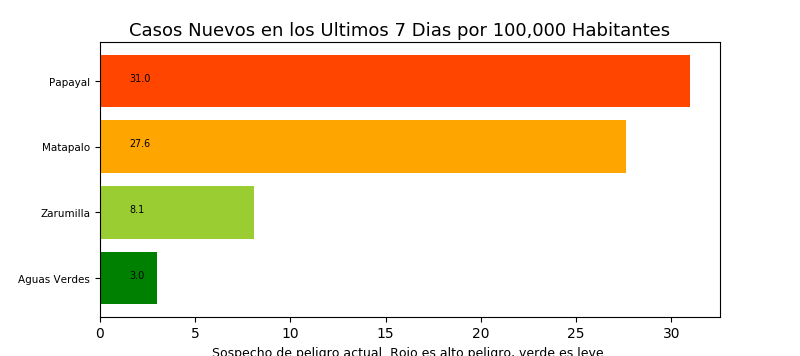 Casos Nuevos en los Ultimos 7 Dias por 100,000 Habitantes
Papayal
31.0
Matapalo
27.6
Zarumilla
8.1
Aguas Verdes
3.0
0 5 10 15 20 25 30
Sospecho de peligro actual. Rojo es alto peligro, verde es leve